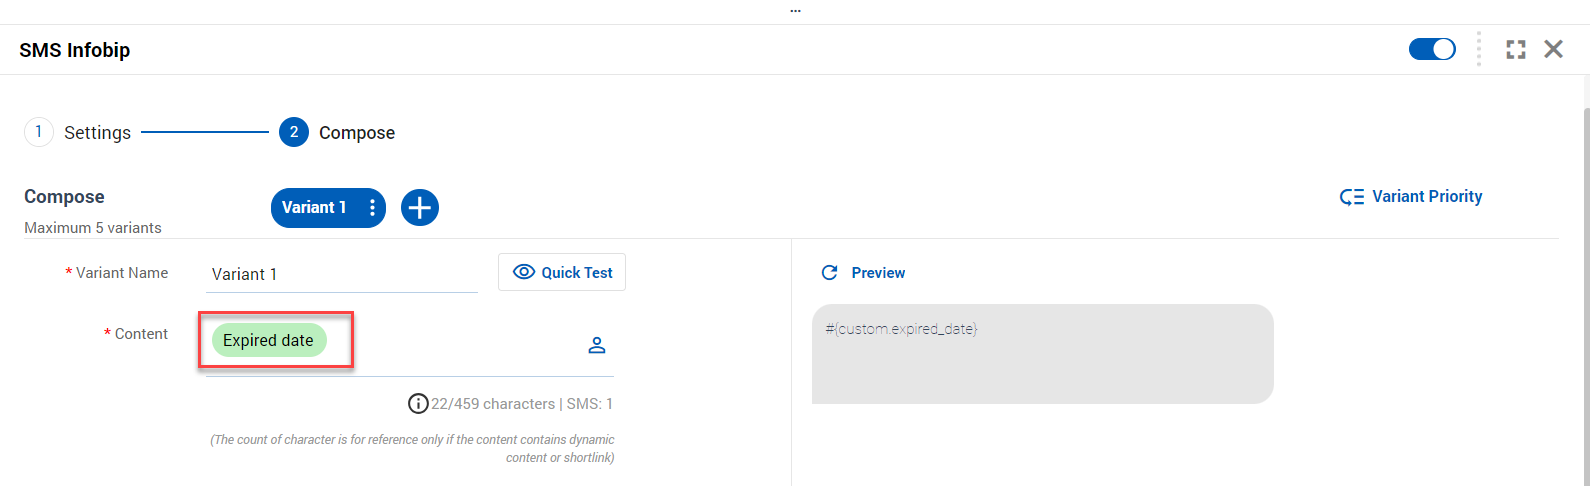 ...
SMS Infobip
1 Settings 2 Compose
Compose
Maximum 5 variants
Variant 1
Variant Priority
* Variant Name
Variant 1
Quick Test
* Content
Expired date
22/459 characters | SMS: 1
(The count of character is for reference only if the content contains dynamic
content or shortlink)
Preview
#{custom.expired_date}